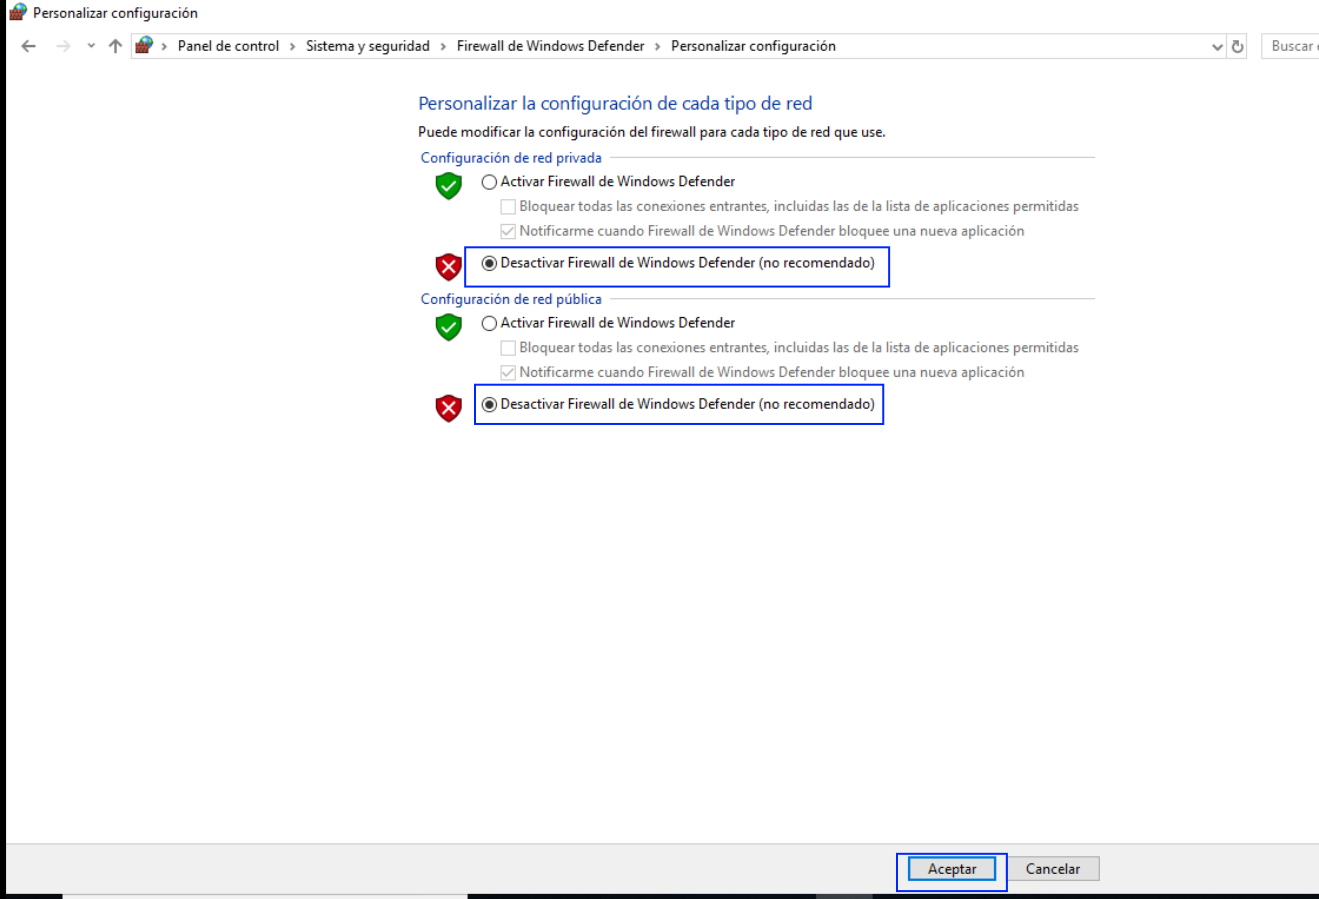 Personalizar configuración
Panel de control > Sistema y seguridad > Firewall de Windows Defender > Personalizar configuración
Buscar
Personalizar la configuración de cada tipo de red
Puede modificar la configuración del firewall para cada tipo de red que use.
Configuración de red privada
Activar Firewall de Windows Defender
Bloquear todas las conexiones entrantes, incluidas las de la lista de aplicaciones permitidas
Notificarme cuando Firewall de Windows Defender bloquee una nueva aplicación
Desactivar Firewall de Windows Defender (no recomendado)
Configuración de red pública
Activar Firewall de Windows Defender
Bloquear todas las conexiones entrantes, incluidas las de la lista de aplicaciones permitidas
Notificarme cuando Firewall de Windows Defender bloquee una nueva aplicación
Desactivar Firewall de Windows Defender (no recomendado)
Aceptar
Cancelar